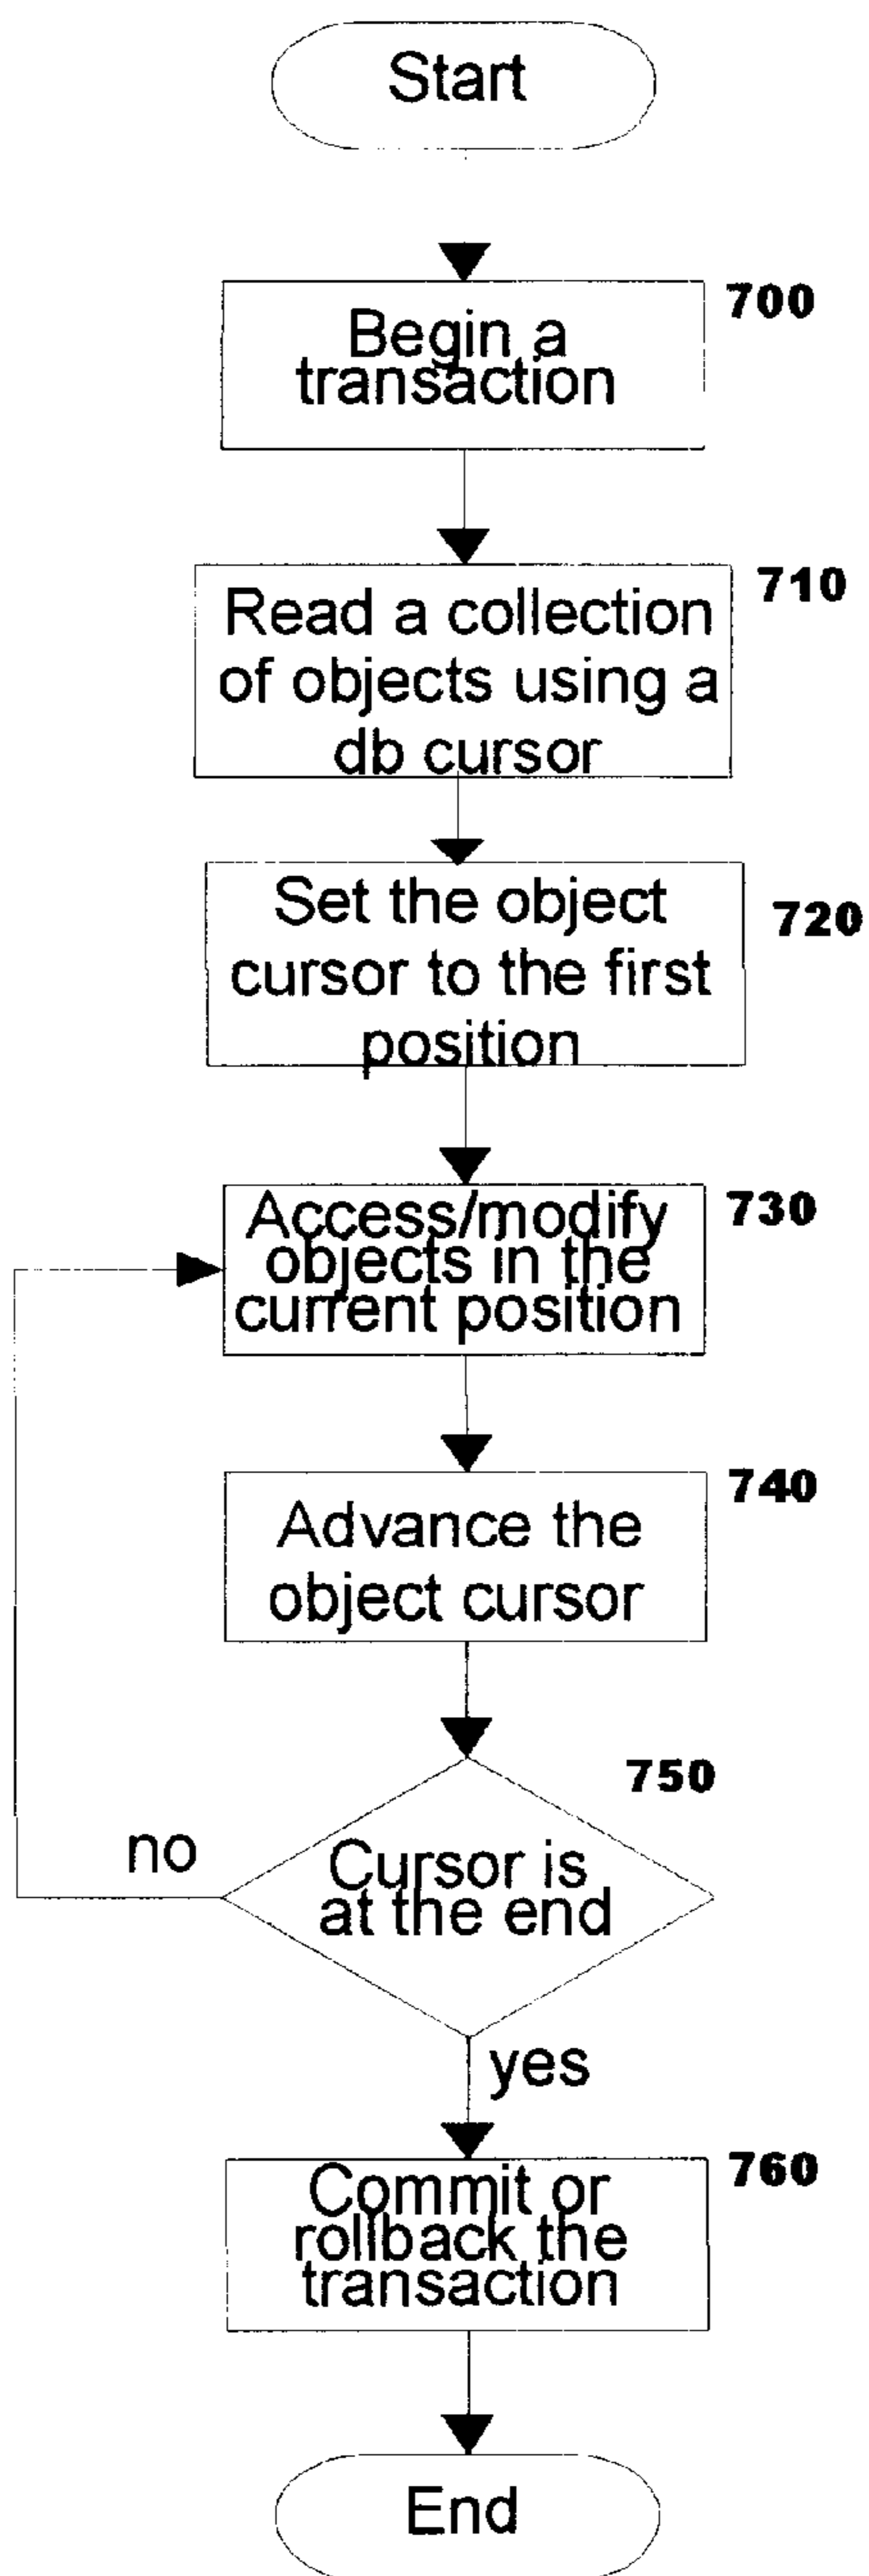 Start
700
Begin a
transaction
710
Read a collection
of objects using a
db cursor
720
Set the object
cursor to the first
position
730
Access/modify
objects in the
current position
740
Advance the
object cursor
750
no
Cursor is
at the end
yes
760
Commit or
rollback the
transaction
End